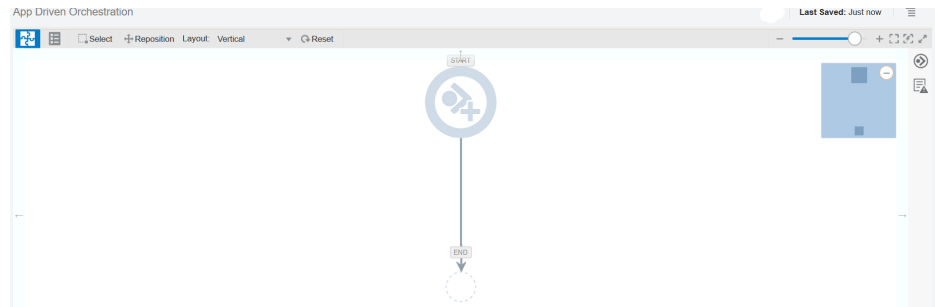 App Driven Orchestration
Last Saved: Just now
Select Reposition Layout: Vertical Reset
START
END